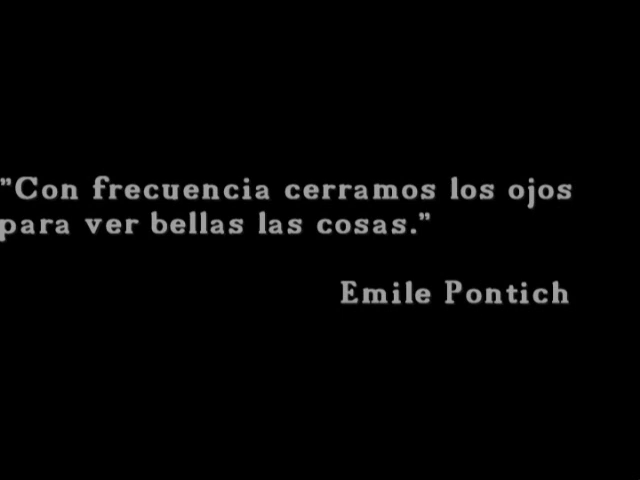 "Con frecuencia cerramos los ojos
para ver bellas las cosas."
Emile Pontich